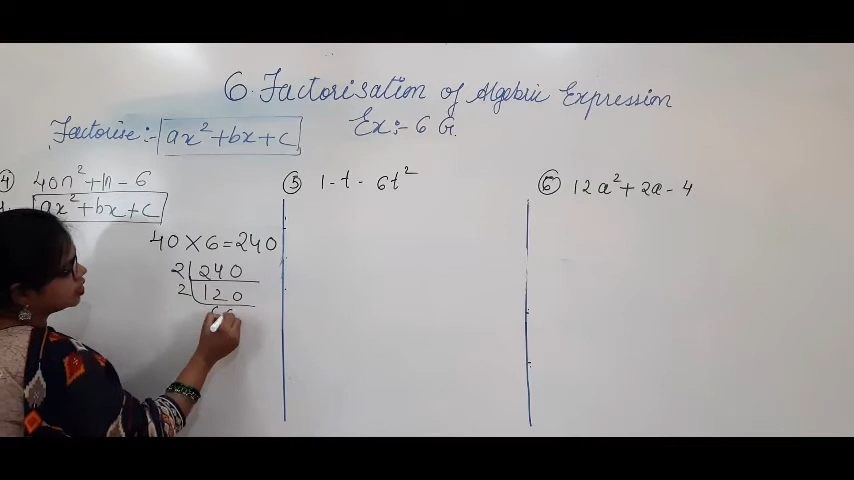 6. Factorisation of Algebric Expression
Factorise :- ax² + bx + c
Ex:- 6 G.
4 40n² + n - 6
ax² + bx + c
40 × 6 = 240
2 240
2 120
60
5 1 - t - 6t²
6 12a² + 2a - 4